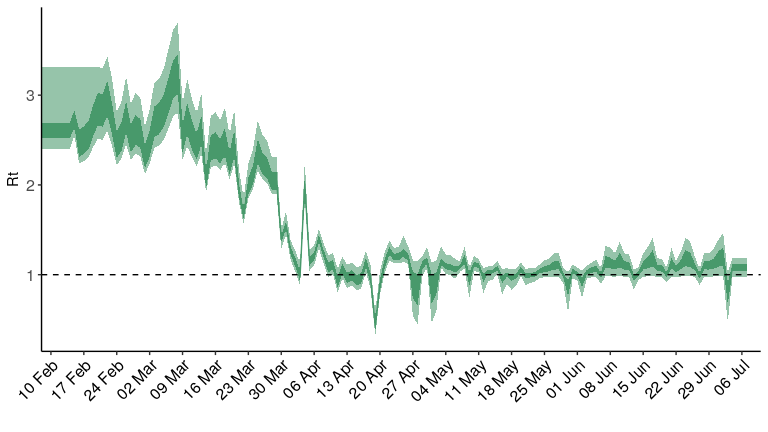 Rt
3
2
1
10 Feb
17 Feb
24 Feb
02 Mar
09 Mar
16 Mar
23 Mar
30 Mar
06 Apr
13 Apr
20 Apr
27 Apr
04 May
11 May
18 May
25 May
01 Jun
08 Jun
15 Jun
22 Jun
29 Jun
06 Jul